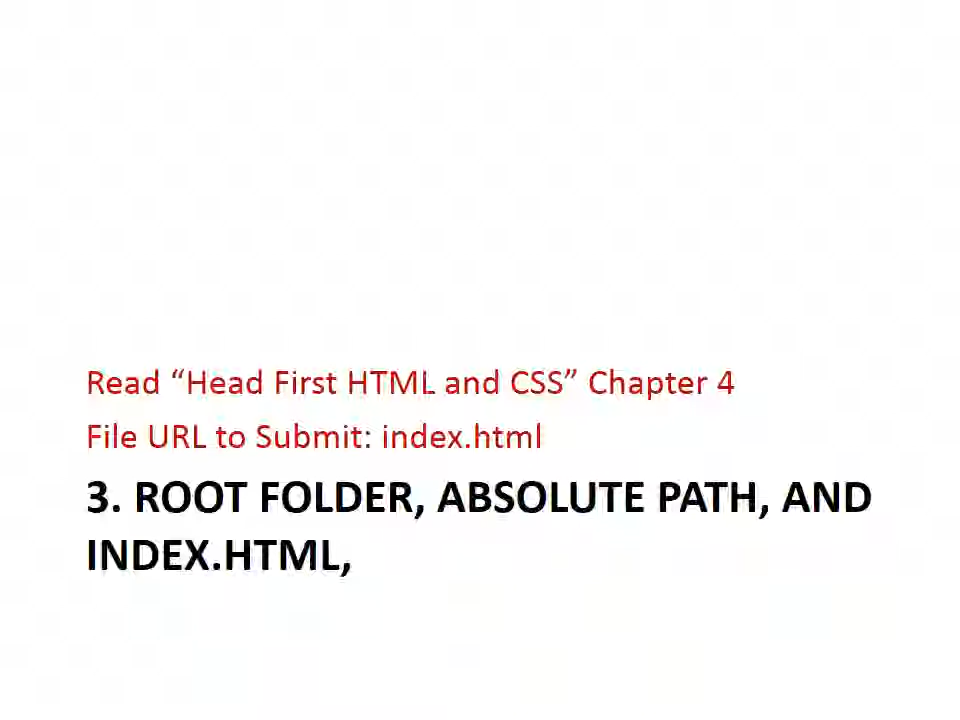 Read “Head First HTML and CSS” Chapter 4
File URL to Submit: index.html
3. ROOT FOLDER, ABSOLUTE PATH, AND
INDEX.HTML,